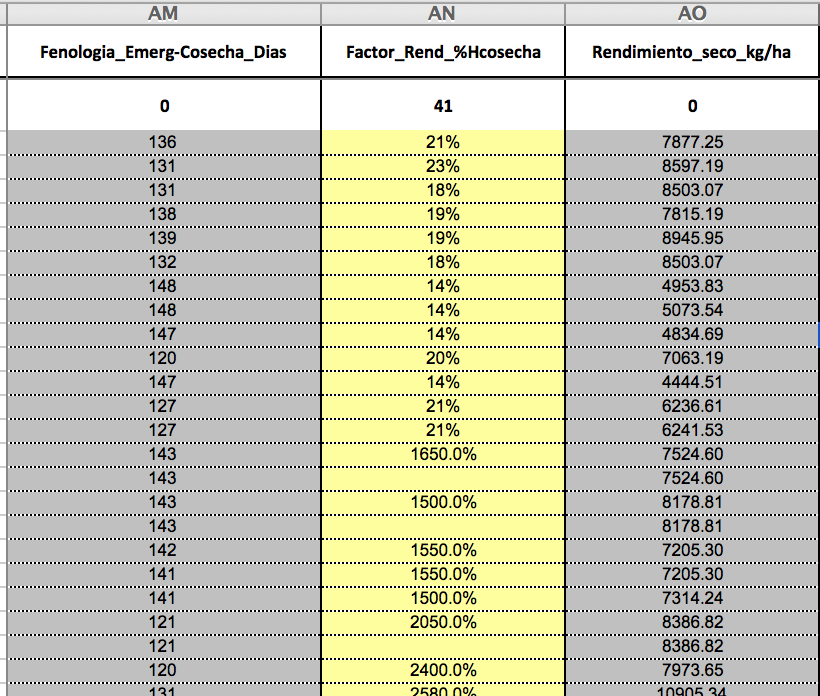 AM AN AO
Fenologia_Emerg-Cosecha_Dias Factor_Rend_%Hcosecha Rendimiento_seco_kg/ha
0 41 0
136 21% 7877.25
131 23% 8597.19
131 18% 8503.07
138 19% 7815.19
139 19% 8945.95
132 18% 8503.07
148 14% 4953.83
148 14% 5073.54
147 14% 4834.69
120 20% 7063.19
147 14% 4444.51
127 21% 6236.61
127 21% 6241.53
143 1650.0% 7524.60
143 7524.60
143 1500.0% 8178.81
143 8178.81
142 1550.0% 7205.30
141 1550.0% 7205.30
141 1500.0% 7314.24
121 2050.0% 8386.82
121 8386.82
120 2400.0% 7973.65
131 2580.0% 10905.34